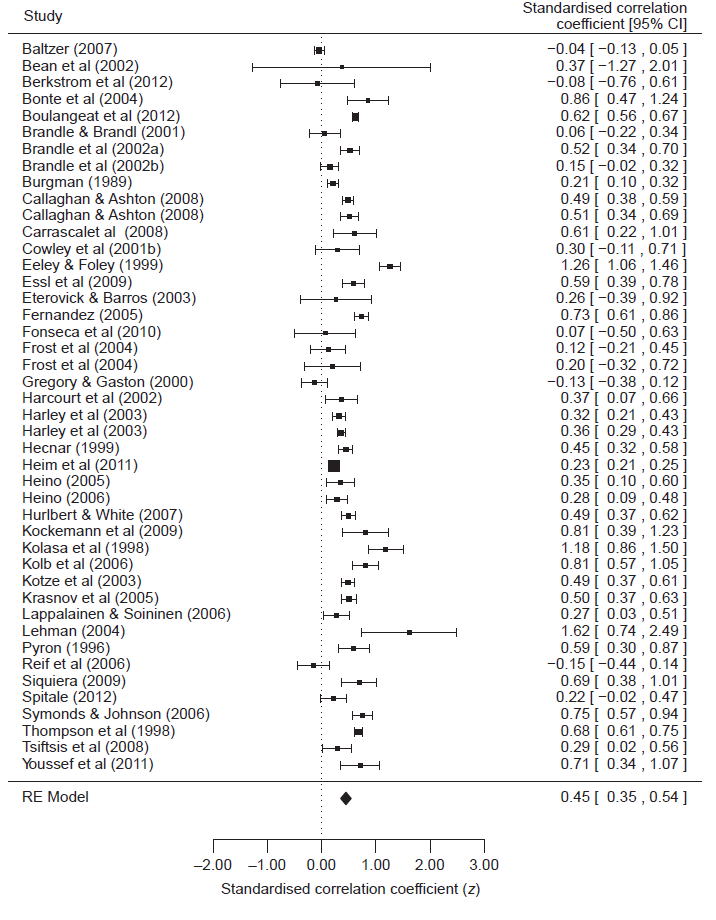 Study
Standardised correlation
coefficient [95% CI]
Baltzer (2007) −0.04 [ −0.13 , 0.05 ]
Bean et al (2002) 0.37 [ −1.27 , 2.01 ]
Berkstrom et al (2012) −0.08 [ −0.76 , 0.61 ]
Bonte et al (2004) 0.86 [ 0.47 , 1.24 ]
Boulangeat et al (2012) 0.62 [ 0.56 , 0.67 ]
Brandle & Brandl (2001) 0.06 [ −0.22 , 0.34 ]
Brandle et al (2002a) 0.52 [ 0.34 , 0.70 ]
Brandle et al (2002b) 0.15 [ −0.02 , 0.32 ]
Burgman (1989) 0.21 [ 0.10 , 0.32 ]
Callaghan & Ashton (2008) 0.49 [ 0.38 , 0.59 ]
Callaghan & Ashton (2008) 0.51 [ 0.34 , 0.69 ]
Carrascalet al (2008) 0.61 [ 0.22 , 1.01 ]
Cowley et al (2001b) 0.30 [ −0.11 , 0.71 ]
Eeley & Foley (1999) 1.26 [ 1.06 , 1.46 ]
Essl et al (2009) 0.59 [ 0.39 , 0.78 ]
Eterovick & Barros (2003) 0.26 [ −0.39 , 0.92 ]
Fernandez (2005) 0.73 [ 0.61 , 0.86 ]
Fonseca et al (2010) 0.07 [ −0.50 , 0.63 ]
Frost et al (2004) 0.12 [ −0.21 , 0.45 ]
Frost et al (2004) 0.20 [ −0.32 , 0.72 ]
Gregory & Gaston (2000) −0.13 [ −0.38 , 0.12 ]
Harcourt et al (2002) 0.37 [ 0.07 , 0.66 ]
Harley et al (2003) 0.32 [ 0.21 , 0.43 ]
Harley et al (2003) 0.36 [ 0.29 , 0.43 ]
Hecnar (1999) 0.45 [ 0.32 , 0.58 ]
Heim et al (2011) 0.23 [ 0.21 , 0.25 ]
Heino (2005) 0.35 [ 0.10 , 0.60 ]
Heino (2006) 0.28 [ 0.09 , 0.48 ]
Hurlbert & White (2007) 0.49 [ 0.37 , 0.62 ]
Kockemann et al (2009) 0.81 [ 0.39 , 1.23 ]
Kolasa et al (1998) 1.18 [ 0.86 , 1.50 ]
Kolb et al (2006) 0.81 [ 0.57 , 1.05 ]
Kotze et al (2003) 0.49 [ 0.37 , 0.61 ]
Krasnov et al (2005) 0.50 [ 0.37 , 0.63 ]
Lappalainen & Soininen (2006) 0.27 [ 0.03 , 0.51 ]
Lehman (2004) 1.62 [ 0.74 , 2.49 ]
Pyron (1996) 0.59 [ 0.30 , 0.87 ]
Reif et al (2006) −0.15 [ −0.44 , 0.14 ]
Siquiera (2009) 0.69 [ 0.38 , 1.01 ]
Spitale (2012) 0.22 [ −0.02 , 0.47 ]
Symonds & Johnson (2006) 0.75 [ 0.57 , 0.94 ]
Thompson et al (1998) 0.68 [ 0.61 , 0.75 ]
Tsiftsis et al (2008) 0.29 [ 0.02 , 0.56 ]
Youssef et al (2011) 0.71 [ 0.34 , 1.07 ]
RE Model 0.45 [ 0.35 , 0.54 ]
−2.00 −1.00 0.00 1.00 2.00 3.00
Standardised correlation coefficient (z)